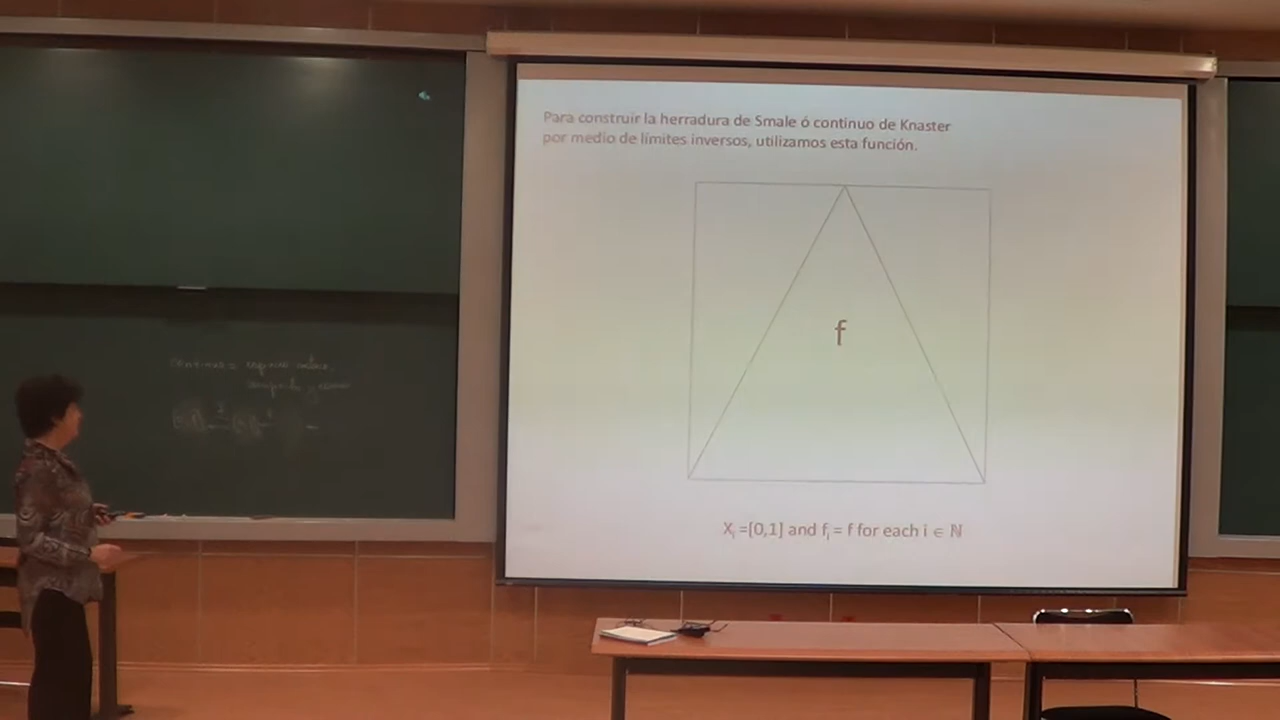 Para construir la herradura de Smale ó continuo de Knaster
por medio de límites inversos, utilizamos esta función.
f
Xᵢ =[0,1] and fᵢ = f for each i ∈ ℕ